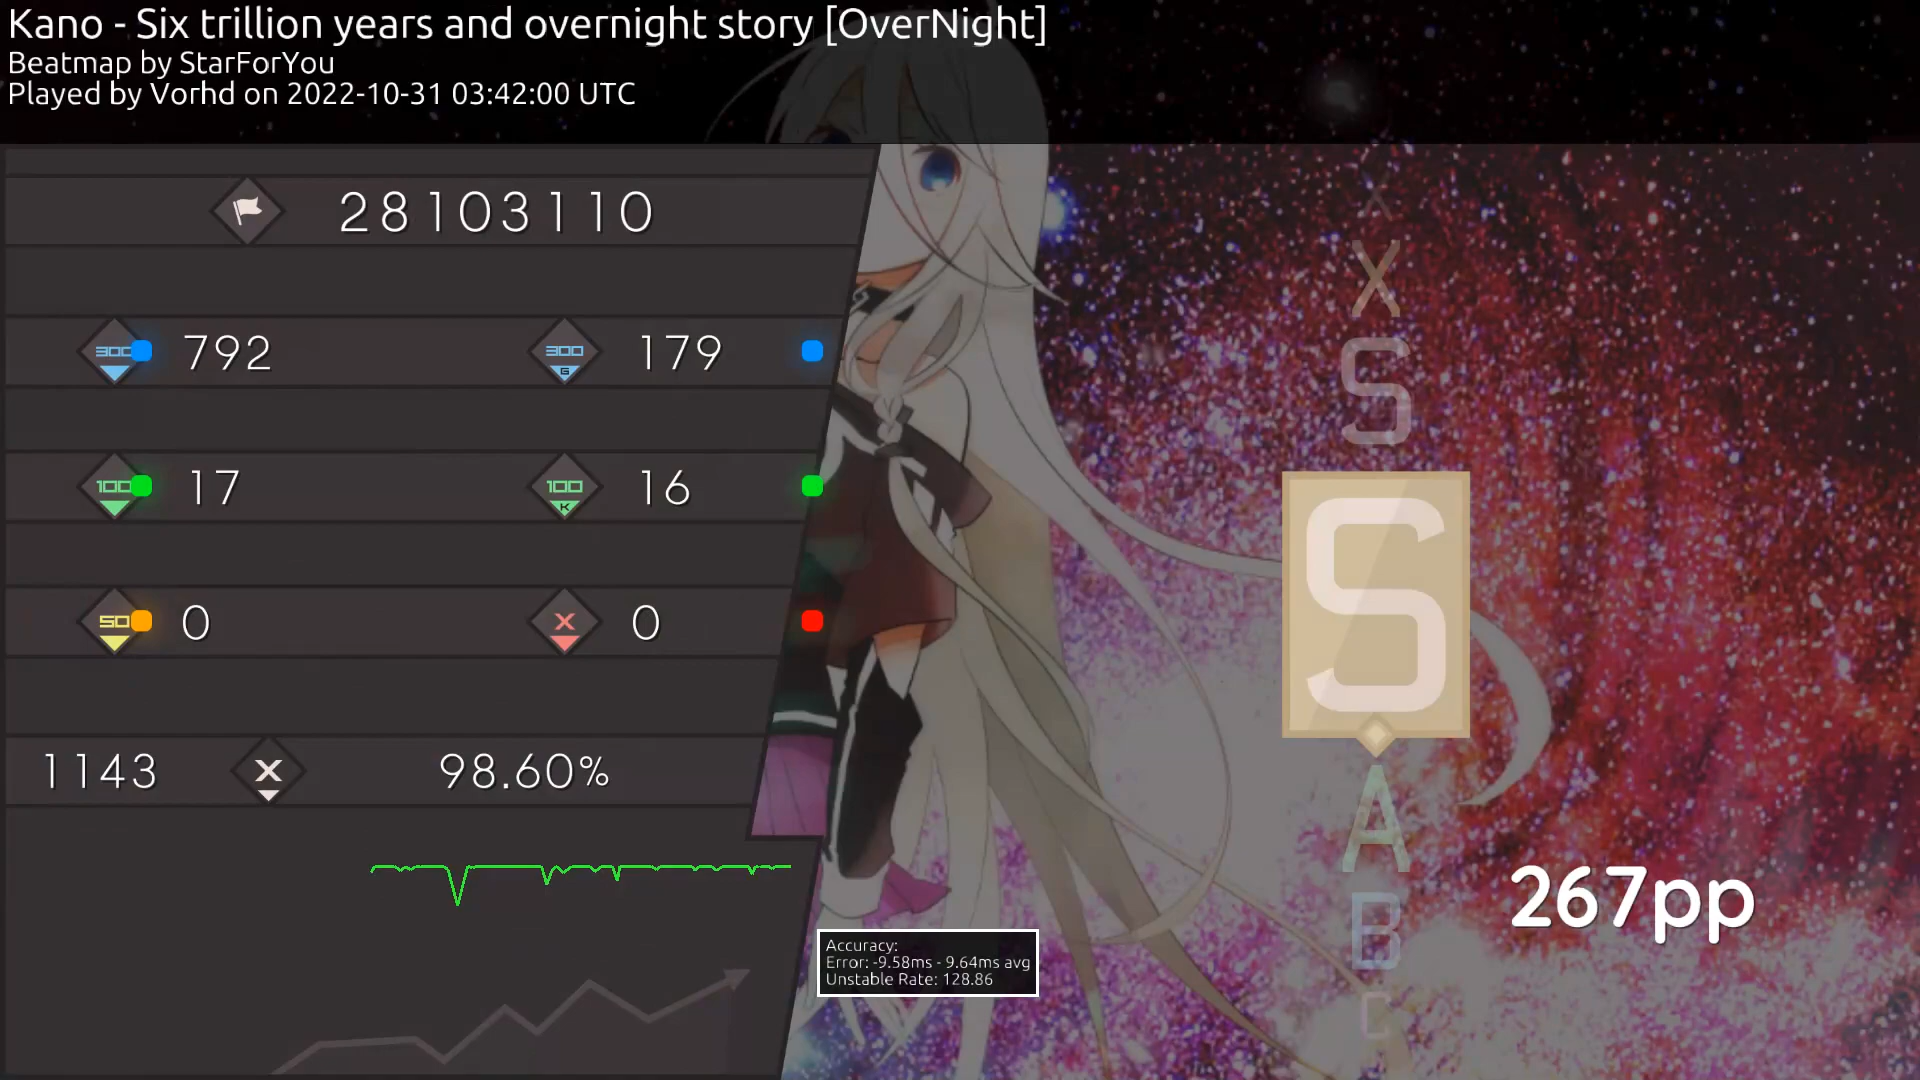 Kano - Six trillion years and overnight story [OverNight]
Beatmap by StarForYou
Played by Vorhd on 2022-10-31 03:42:00 UTC
28103110
300 792 300 G 179
100 17 100 K 16
50 0 X 0
1143 X 98.60%
X
S
S
A
B
C
267pp
Accuracy:
Error: -9.58ms - 9.64ms avg
Unstable Rate: 128.86